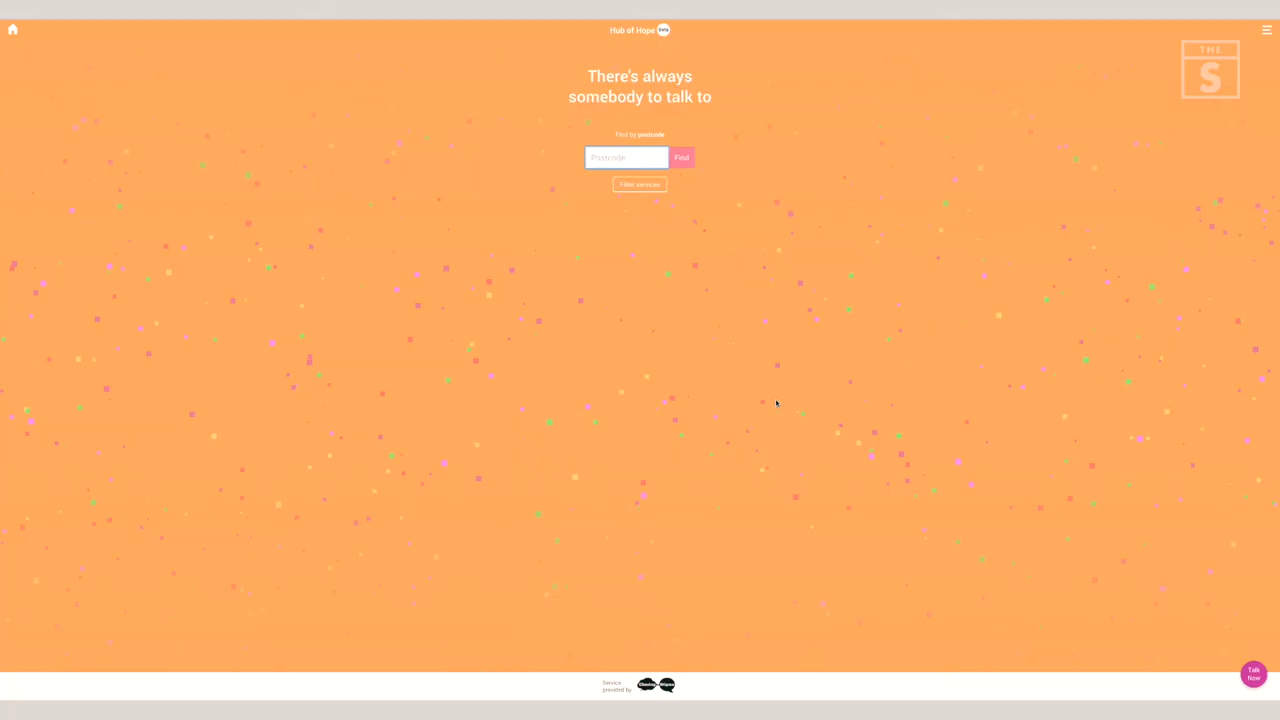 Hub of Hope
THE
S
There's always
somebody to talk to
Find by postcode
Postcode
Find
Filter services
Talk
Now
Service
provided by